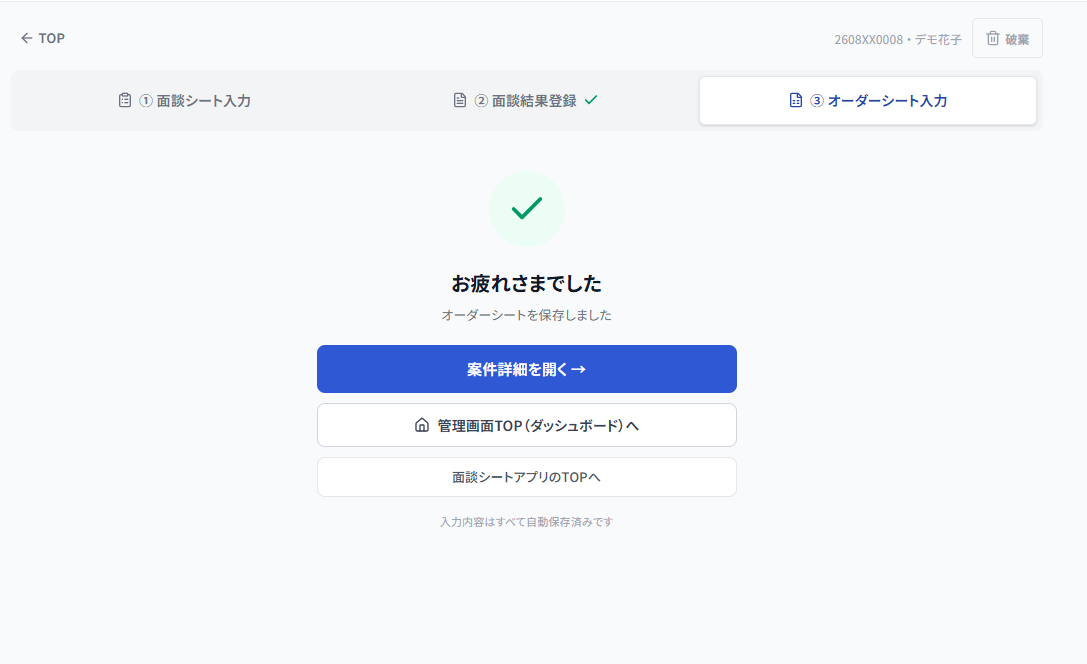 ← TOP
2608XX0008・デモ花子
破棄
① 面談シート入力
② 面談結果登録 ✓
③ オーダーシート入力
お疲れさまでした
オーダーシートを保存しました
案件詳細を開く→
管理画面TOP（ダッシュボード）へ
面談シートアプリのTOPへ
入力内容はすべて自動保存済みです